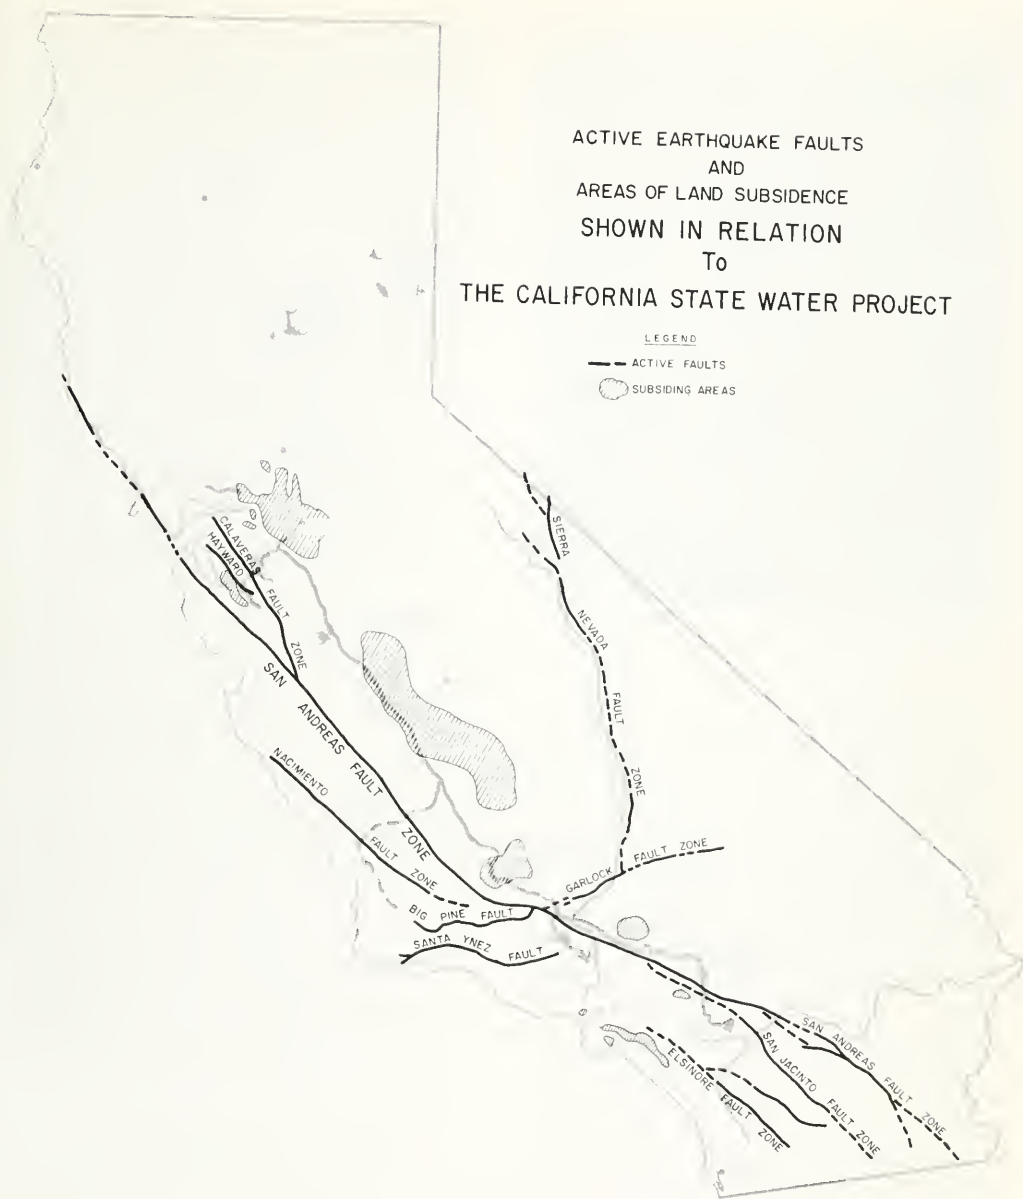 ACTIVE EARTHQUAKE FAULTS
AND
AREAS OF LAND SUBSIDENCE
SHOWN IN RELATION
To
THE CALIFORNIA STATE WATER PROJECT
LEGEND
ACTIVE FAULTS
SUBSIDING AREAS
SIERRA NEVADA FAULT ZONE
CALAVERAS FAULT ZONE
HAYWARD
SAN ANDREAS FAULT ZONE
NACIMIENTO FAULT ZONE
GARLOCK FAULT ZONE
BIG PINE FAULT
SANTA YNEZ FAULT
SAN ANDREAS FAULT ZONE
SAN JACINTO FAULT ZONE
ELSINORE FAULT ZONE